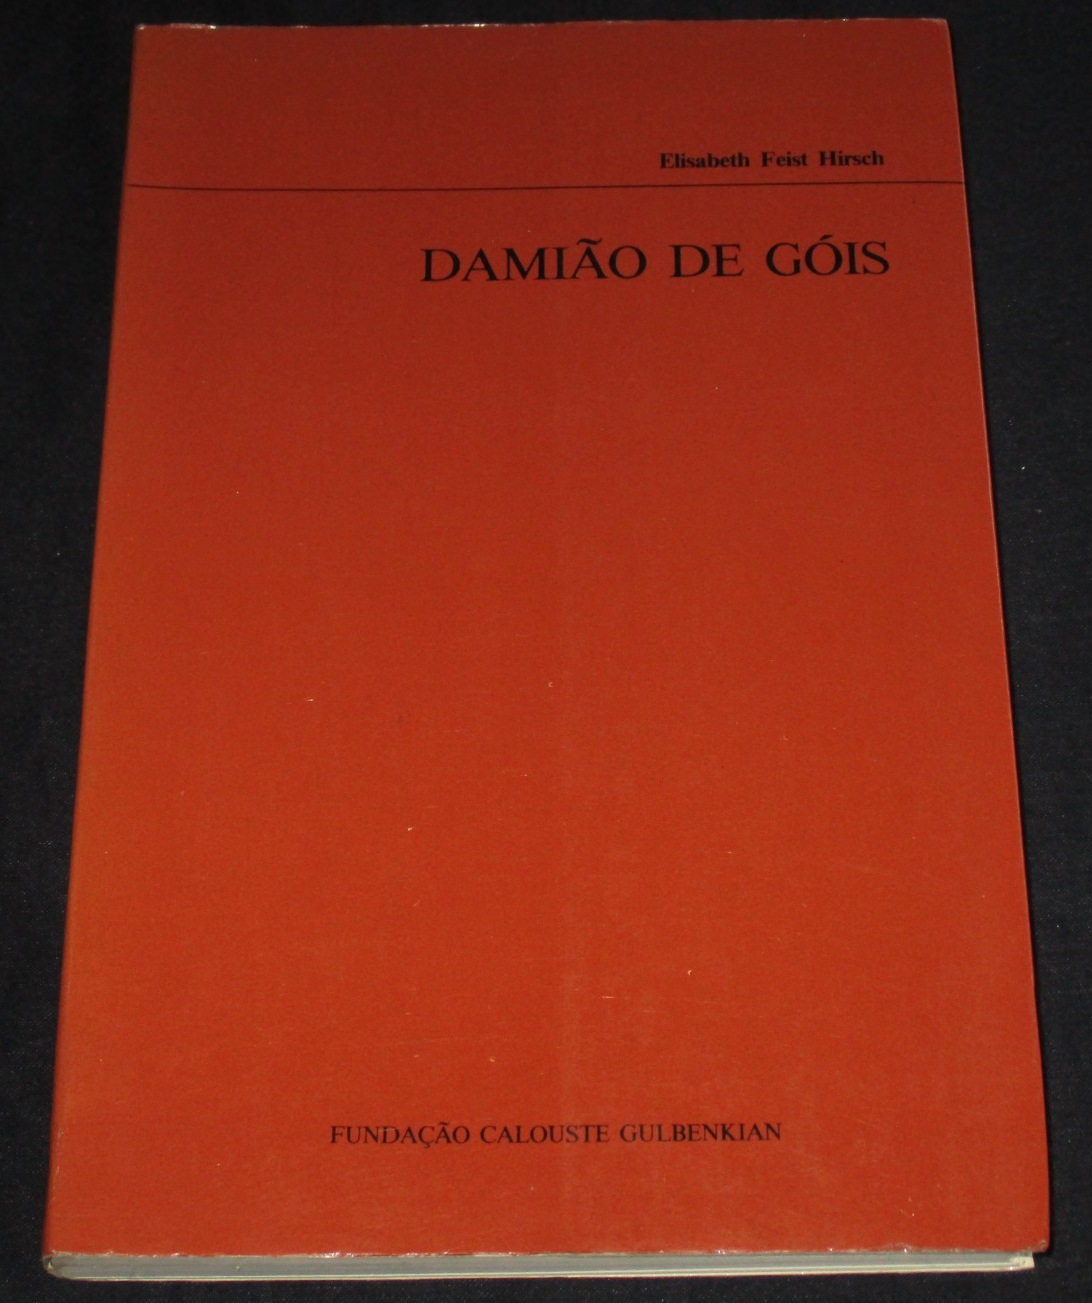 Elisabeth Feist Hirsch
DAMIÃO DE GÓIS
FUNDAÇÃO CALOUSTE GULBENKIAN